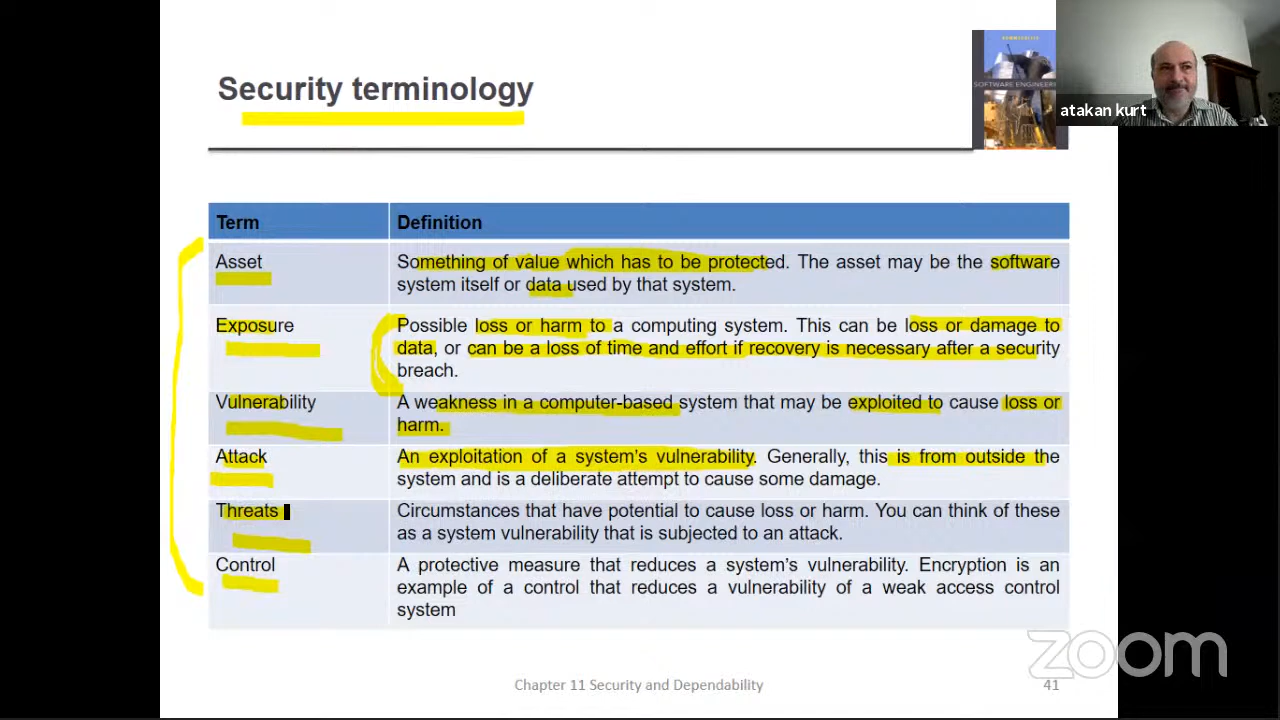 Security terminology
SOMMERVILLE
SOFTWARE ENGINEERING
atakan kurt
Term Definition
Asset Something of value which has to be protected. The asset may be the software
system itself or data used by that system.
Exposure Possible loss or harm to a computing system. This can be loss or damage to
data, or can be a loss of time and effort if recovery is necessary after a security
breach.
Vulnerability A weakness in a computer-based system that may be exploited to cause loss or
harm.
Attack An exploitation of a system's vulnerability. Generally, this is from outside the
system and is a deliberate attempt to cause some damage.
Threats Circumstances that have potential to cause loss or harm. You can think of these
as a system vulnerability that is subjected to an attack.
Control A protective measure that reduces a system's vulnerability. Encryption is an
example of a control that reduces a vulnerability of a weak access control
system
zoom
Chapter 11 Security and Dependability 41